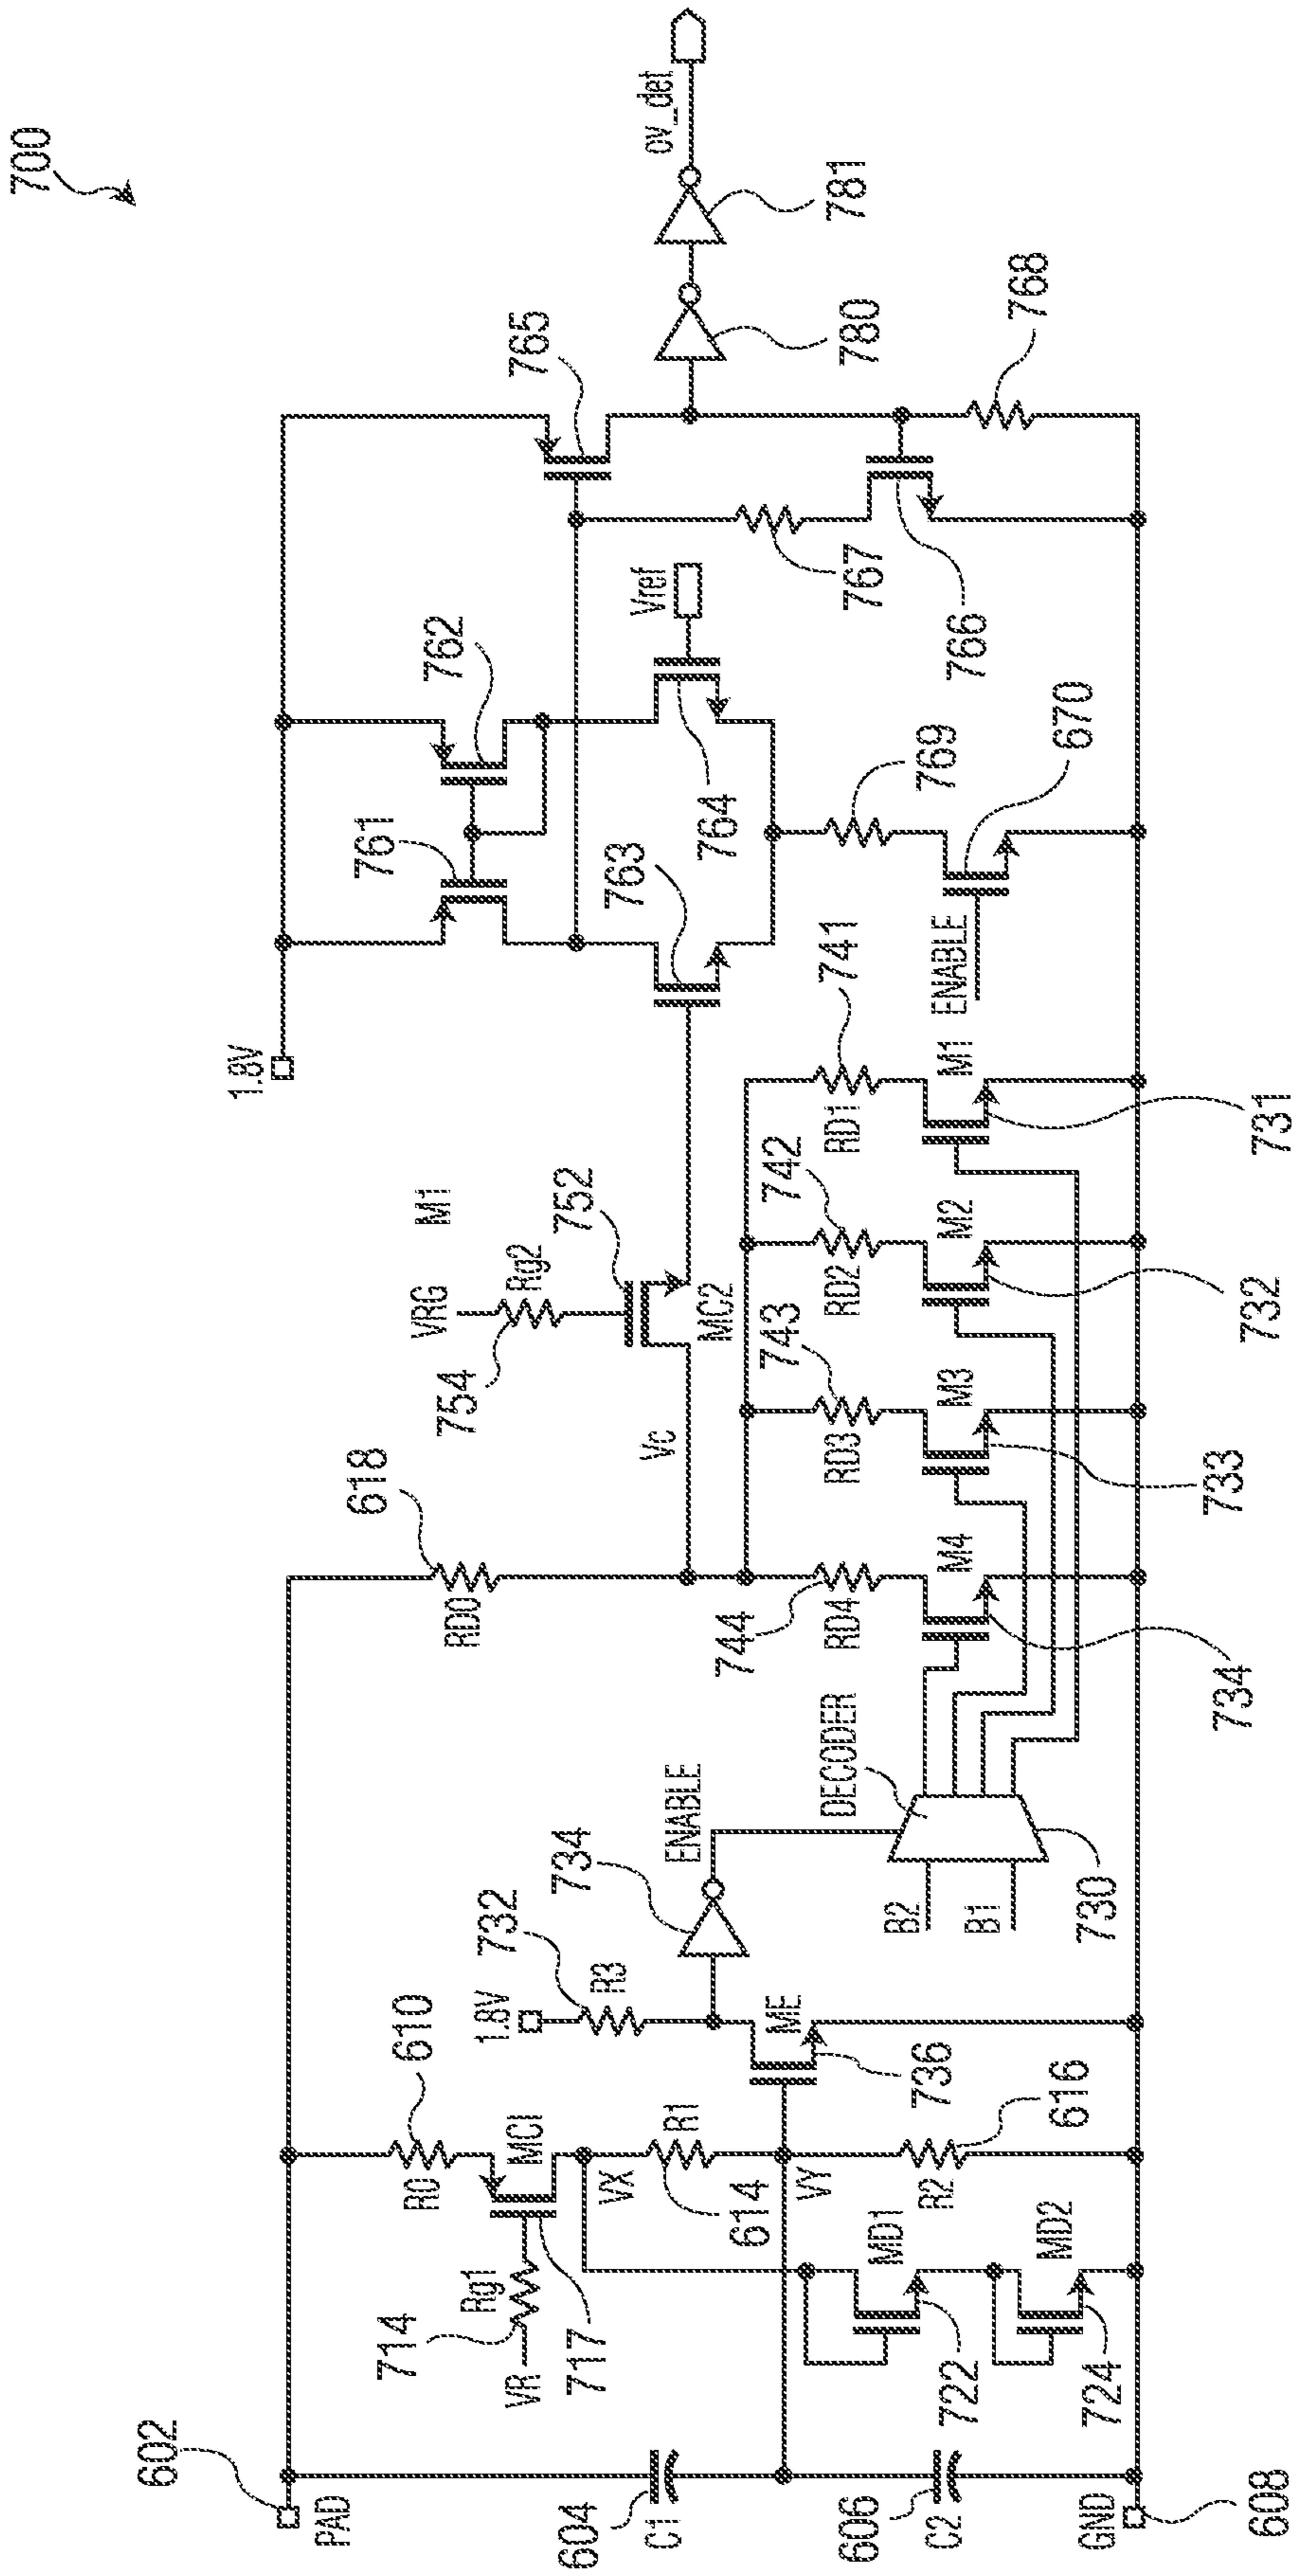 700
602
PAD
604
C1
606
C2
GND
608
610
R0
MCI
Rg1
714
VR
717
VX
R1
614
VY
R2
616
MD1
722
MD2
724
1.8V
732
R3
734
ENABLE
ME
736
DECODER
B2
B1
730
618
RD0
Vc
VRG
M1
Rg2
754
752
MC2
744
RD4
M4
734
743
RD3
M3
733
742
RD2
M2
732
741
RD1
M1
731
1.8V
761
762
763
764
Vref
769
670
ENABLE
765
767
766
768
780
781
ov_det